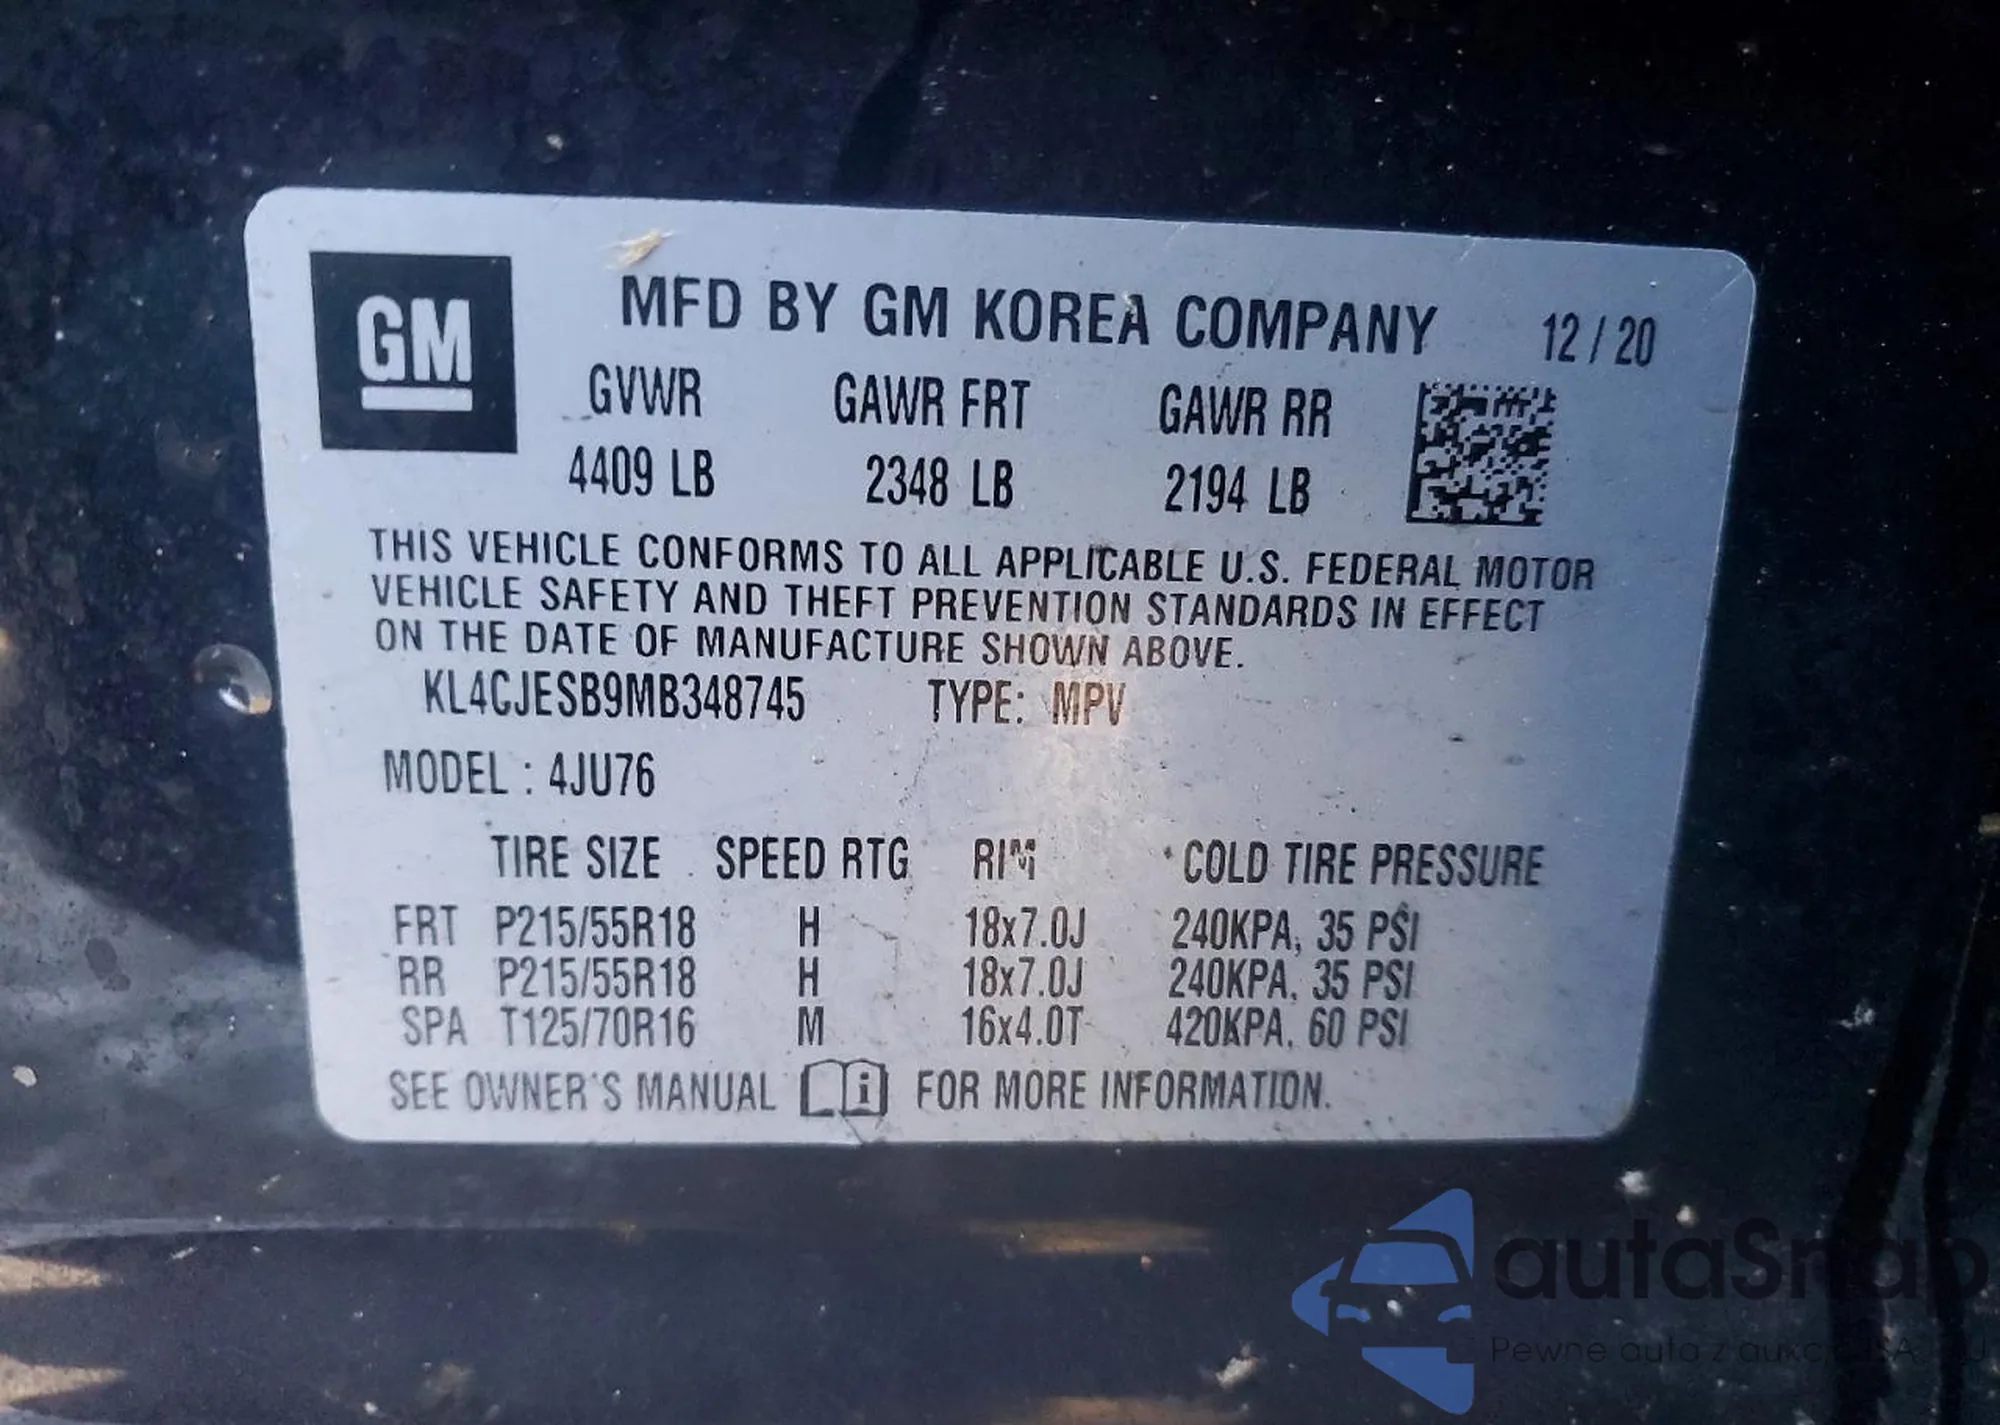 GM
MFD BY GM KOREA COMPANY 12/20
GVWR GAWR FRT GAWR RR
4409 LB 2348 LB 2194 LB
THIS VEHICLE CONFORMS TO ALL APPLICABLE U.S. FEDERAL MOTOR
VEHICLE SAFETY AND THEFT PREVENTION STANDARDS IN EFFECT
ON THE DATE OF MANUFACTURE SHOWN ABOVE.
KL4CJESB9MB348745 TYPE: MPV
MODEL : 4JU76
TIRE SIZE SPEED RTG RIM COLD TIRE PRESSURE
FRT P215/55R18 H 18x7.0J 240KPA, 35 PSI
RR P215/55R18 H 18x7.0J 240KPA, 35 PSI
SPA T125/70R16 M 16x4.0T 420KPA, 60 PSI
SEE OWNER'S MANUAL i FOR MORE INFORMATION.
autaSnap
Pewne auta z aukc